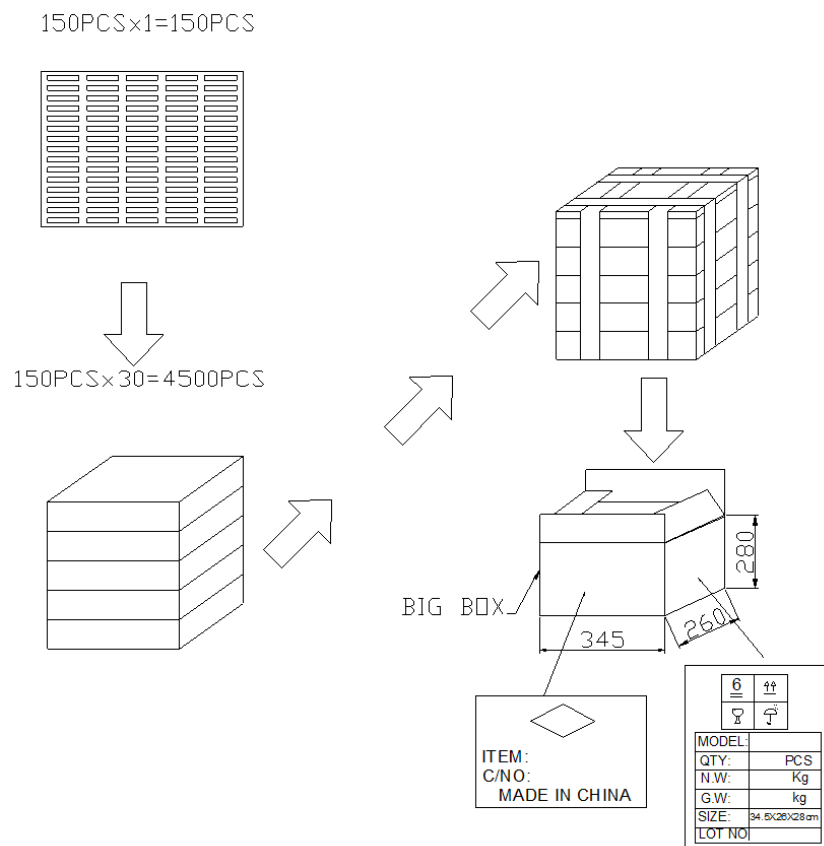 150PCS×1=150PCS
150PCS×30=4500PCS
BIG BOX
345
260
280
ITEM:
C/NO:
MADE IN CHINA
6
MODEL:
QTY: PCS
N.W: Kg
G.W: kg
SIZE: 34.5X26X28cm
LOT NO